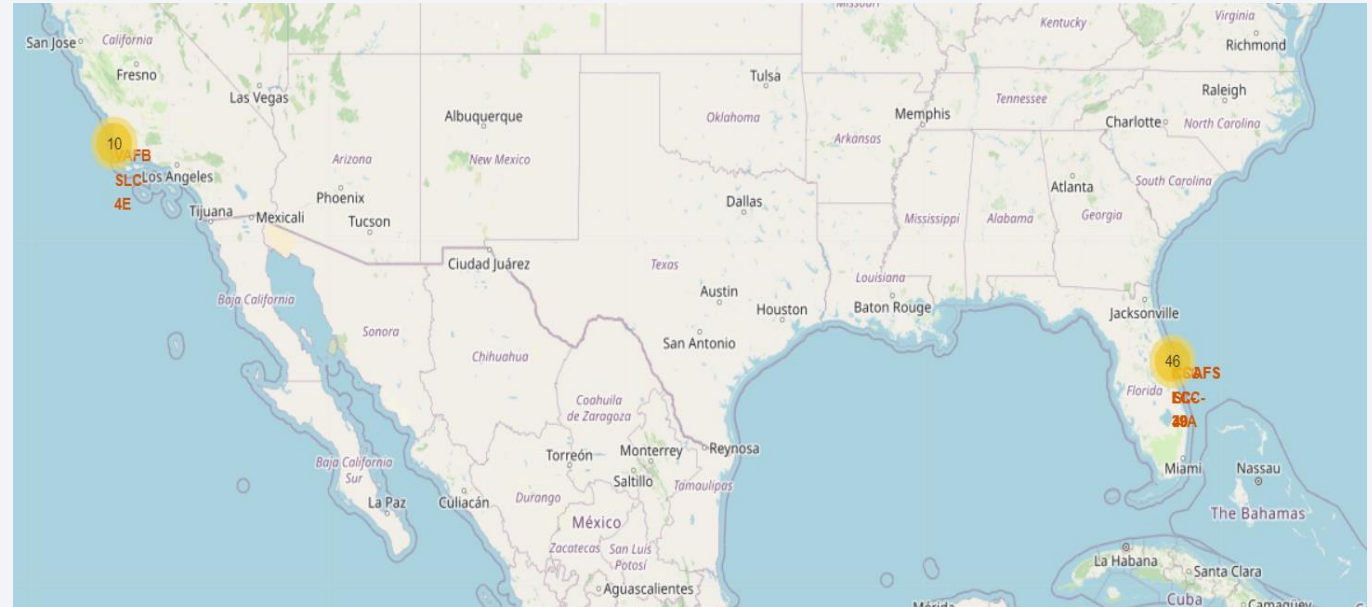 Missouri
San Jose
California
Kentucky
Virginia
Richmond
Fresno
Las Vegas
Tulsa
Raleigh
Albuquerque
Oklahoma
Memphis
Tennessee
Charlotte
North Carolina
10
VAFB
SLC-
4E
Los Angeles
Arizona
New Mexico
Arkansas
Phoenix
Atlanta
South Carolina
Tijuana
Mexicali
Tucson
Dallas
Mississippi
Alabama
Georgia
Ciudad Juárez
Texas
Louisiana
Baja California
Austin
Houston
Baton Rouge
Jacksonville
Sonora
San Antonio
Chihuahua
46
Florida
Coahuila
de Zaragoza
Baja California
Sur
Torreón
Monterrey
Reynosa
Saltillo
Tamaulipas
Miami
Nassau
La Paz
Culiacán
Durango
México
The Bahamas
Zacatecas
San Luis
Potosí
La Habana
Santa Clara
Aguascalientes
Mérida
Cuba
Camagüey